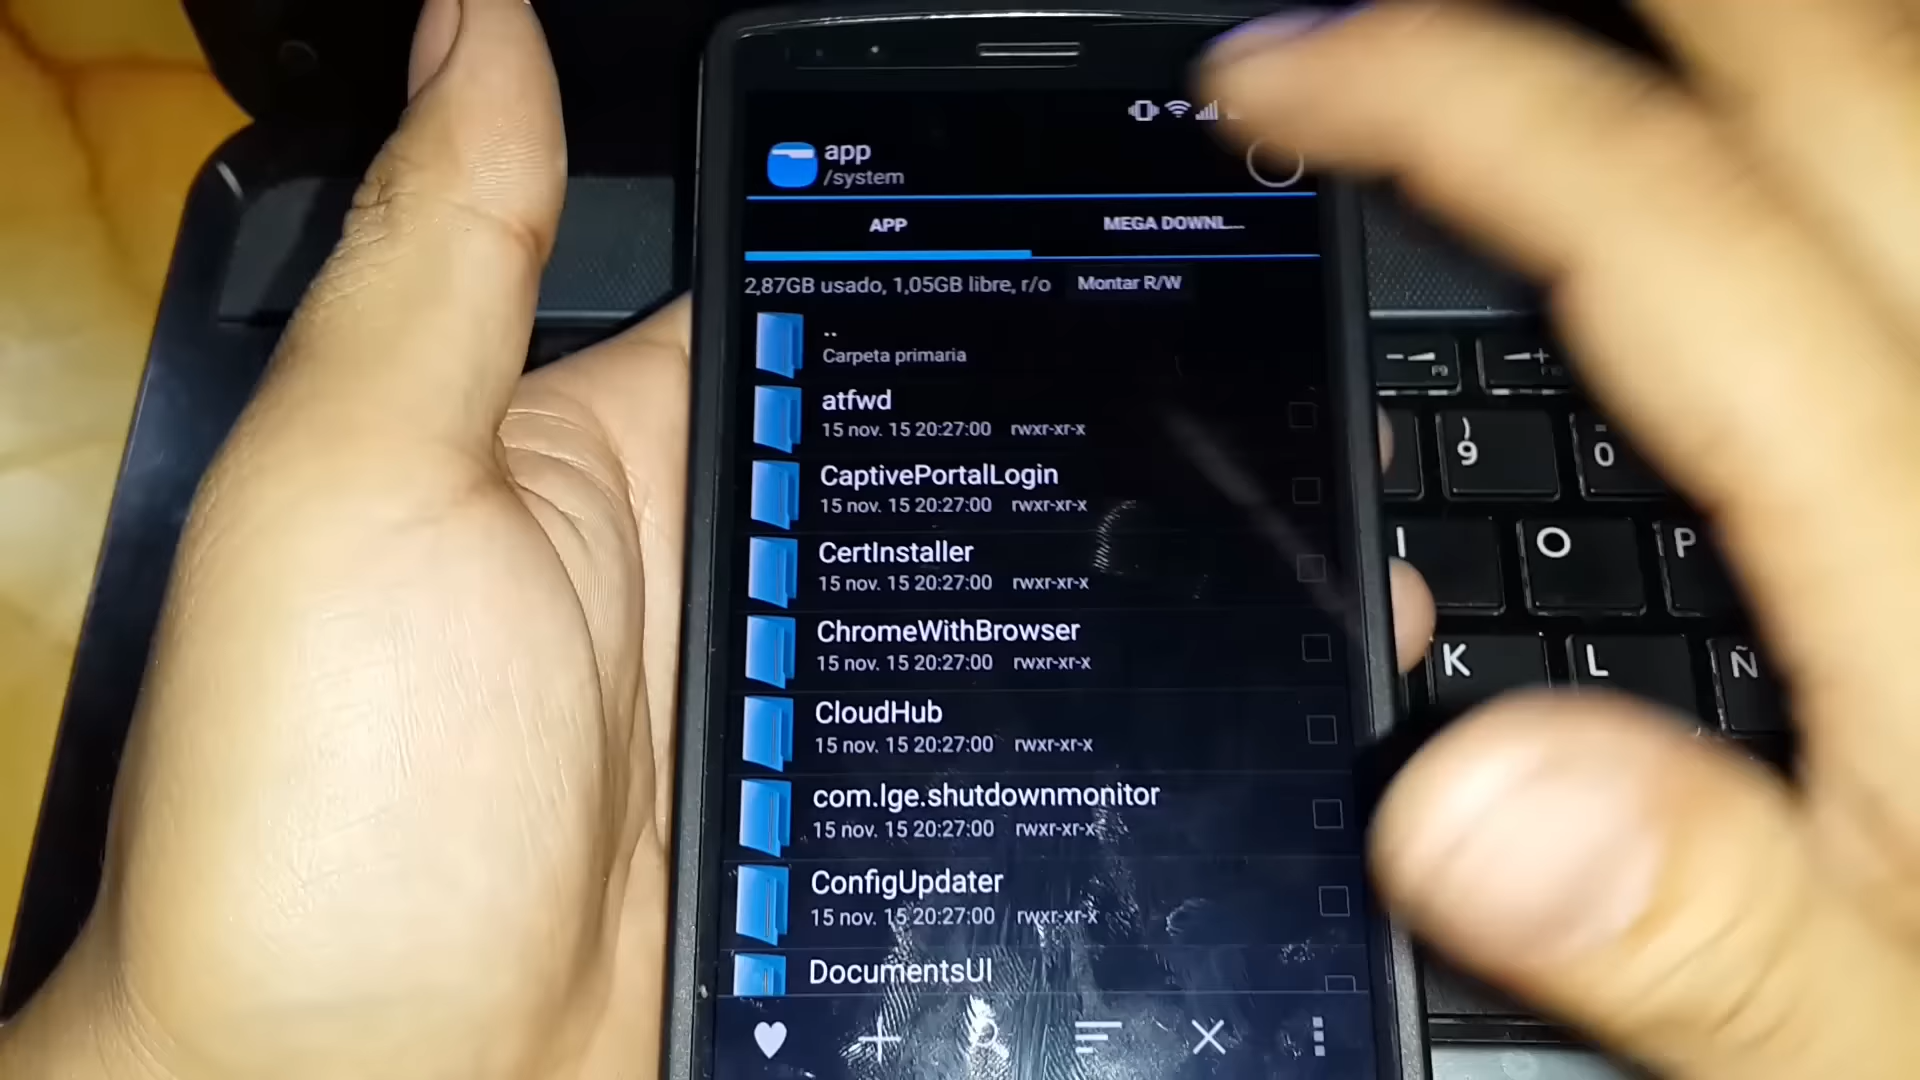 app
/system
APP
MEGA DOWNL...
2,87GB usado, 1,05GB libre, r/o
Montar R/W
..
Carpeta primaria
atfwd
15 nov. 15 20:27:00 rwxr-xr-x
CaptivePortalLogin
15 nov. 15 20:27:00 rwxr-xr-x
CertInstaller
15 nov. 15 20:27:00 rwxr-xr-x
ChromeWithBrowser
15 nov. 15 20:27:00 rwxr-xr-x
CloudHub
15 nov. 15 20:27:00 rwxr-xr-x
com.lge.shutdownmonitor
15 nov. 15 20:27:00 rwxr-xr-x
ConfigUpdater
15 nov. 15 20:27:00 rwxr-xr-x
DocumentsUI
F9
)
9
=
0
I
O
P
K
L
Ñ